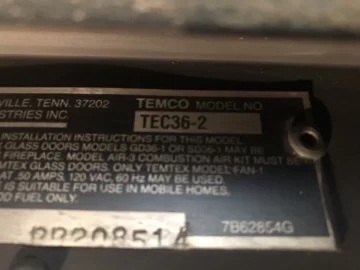 VILLE, TENN. 37202 TEMCO MODEL NO
STRIES INC. TEC36-2
INSTALLATION INSTRUCTIONS FOR THIS MODEL
GLASS DOORS MODELS GD36-1 OR BD36-1 MAY BE
FIREPLACE. MODEL AIR-3 COMBUSTION AIR KIT MUST BE
TEMTEX GLASS DOORS ONLY. TEMTEX MODEL: FAN-1
AT .50 AMPS, 120 VAC, 60 Hz MAY BE USED
IS SUITABLE FOR USE IN MOBILE HOMES AND
OD FUEL ONLY.
7B62854G